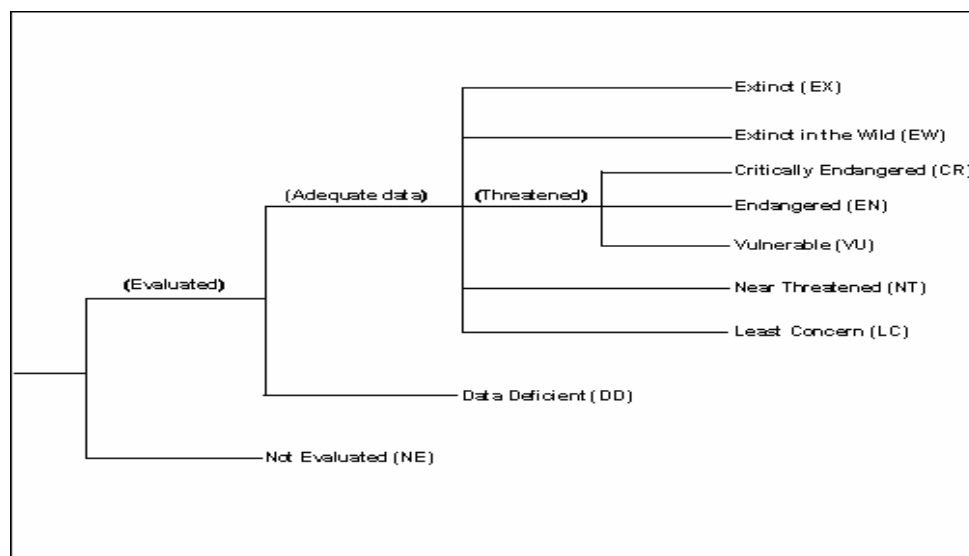 Extinct (EX)
Extinct in the Wild (EW)
Critically Endangered (CR)
(Adequate data)
(Threatened)
Endangered (EN)
Vulnerable (VU)
(Evaluated)
Near Threatened (NT)
Least Concern (LC)
Data Deficient (DD)
Not Evaluated (NE)